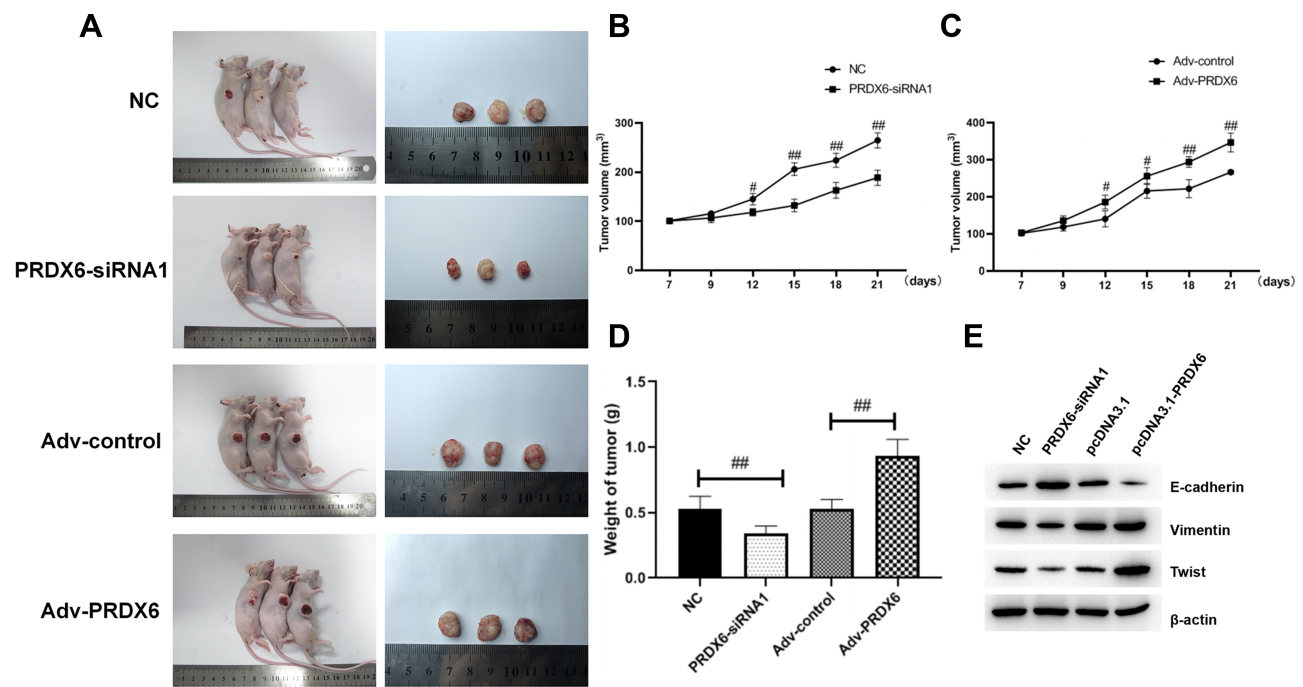 A
NC
PRDX6-siRNA1
Adv-control
Adv-PRDX6
B
NC
PRDX6-siRNA1
Tumor volume (mm3)
300
200
100
0
## 
##
##
#
7 9 12 15 18 21 (days)
C
Adv-control
Adv-PRDX6
Tumor volume (mm3)
400
300
200
100
0
##
##
#
#
7 9 12 15 18 21 (days)
D
Weight of tumor (g)
1.5
1.0
0.5
0.0
##
##
NC
PRDX6-siRNA1
Adv-control
Adv-PRDX6
E
NC
PRDX6-siRNA1
pcDNA3.1
pcDNA3.1-PRDX6
E-cadherin
Vimentin
Twist
β-actin